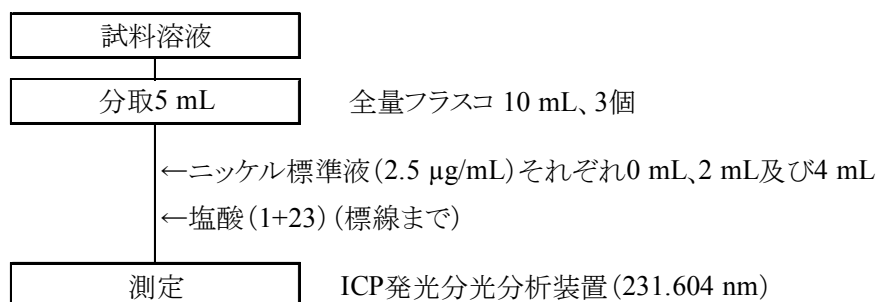 試料溶液
分取5 mL 全量フラスコ 10 mL、3個
←ニッケル標準液（2.5 µg/mL）それぞれ0 mL、2 mL及び4 mL
←塩酸（1+23）（標線まで）
測定 ICP発光分光分析装置（231.604 nm）